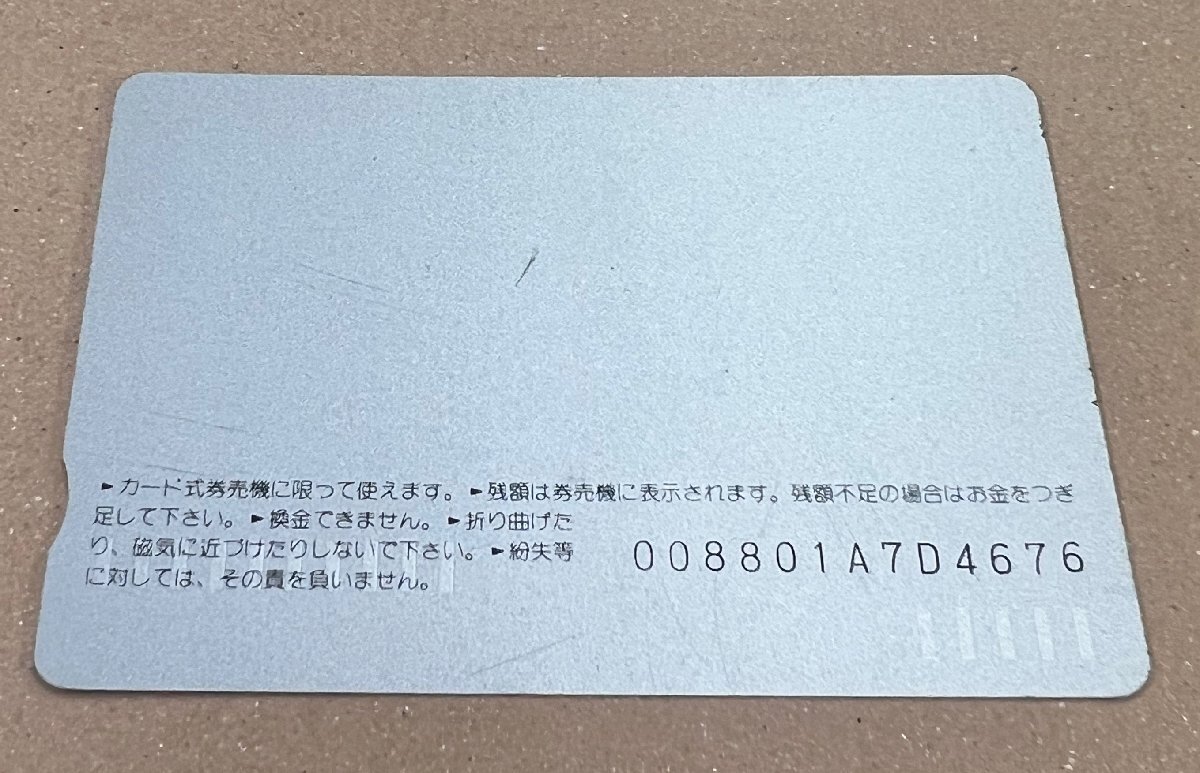 ►カード式券売機に限って使えます。►残額は券売機に表示されます。残額不足の場合はお金をつぎ
足して下さい。►換金できません。►折り曲げた
り、磁気に近づけたりしないで下さい。►紛失等
に対しては、その責を負いません。
008801A7D4676